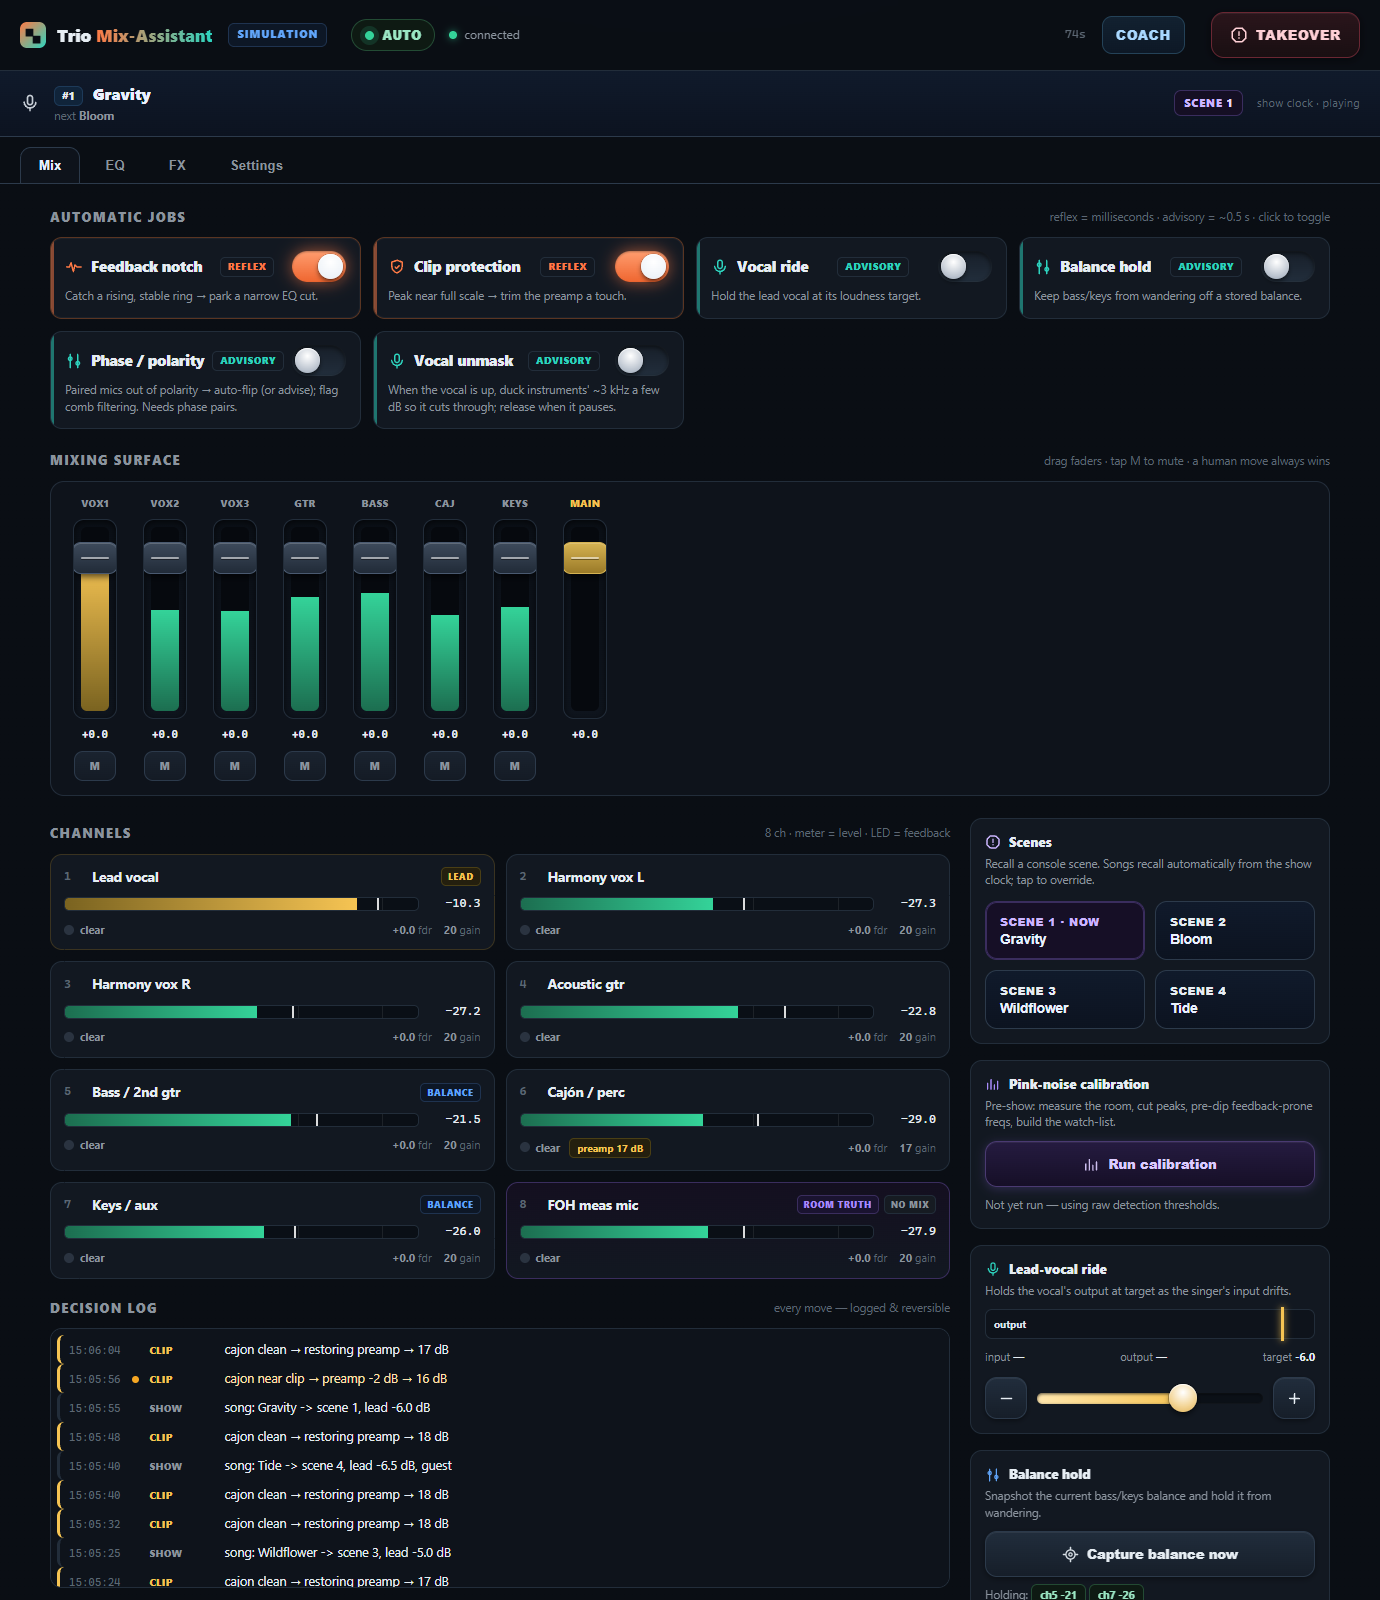 Trio Mix-Assistant SIMULATION AUTO connected 74s COACH TAKEOVER
#1 Gravity
next Bloom
SCENE 1 show clock · playing
Mix EQ FX Settings
AUTOMATIC JOBS reflex = milliseconds · advisory = ~0.5 s · click to toggle
Feedback notch REFLEX
Catch a rising, stable ring → park a narrow EQ cut.
Clip protection REFLEX
Peak near full scale → trim the preamp a touch.
Vocal ride ADVISORY
Hold the lead vocal at its loudness target.
Balance hold ADVISORY
Keep bass/keys from wandering off a stored balance.
Phase / polarity ADVISORY
Paired mics out of polarity → auto-flip (or advise); flag
comb filtering. Needs phase pairs.
Vocal unmask ADVISORY
When the vocal is up, duck instruments' ~3 kHz a few
dB so it cuts through; release when it pauses.
MIXING SURFACE drag faders · tap M to mute · a human move always wins
VOX1 VOX2 VOX3 GTR BASS CAJ KEYS MAIN
+0.0 +0.0 +0.0 +0.0 +0.0 +0.0 +0.0 +0.0
M M M M M M M
CHANNELS 8 ch · meter = level · LED = feedback
1 Lead vocal LEAD
-10.3
clear +0.0 fdr 20 gain
2 Harmony vox L
-27.3
clear +0.0 fdr 20 gain
3 Harmony vox R
-27.2
clear +0.0 fdr 20 gain
4 Acoustic gtr
-22.8
clear +0.0 fdr 20 gain
5 Bass / 2nd gtr BALANCE
-21.5
clear +0.0 fdr 20 gain
6 Cajón / perc
-29.0
clear preamp 17 dB +0.0 fdr 17 gain
7 Keys / aux BALANCE
-26.0
clear +0.0 fdr 20 gain
8 FOH meas mic ROOM TRUTH NO MIX
-27.9
clear +0.0 fdr 20 gain
DECISION LOG every move — logged & reversible
15:06:04 CLIP cajon clean → restoring preamp → 17 dB
15:05:56 CLIP cajon near clip → preamp -2 dB → 16 dB
15:05:55 SHOW song: Gravity -> scene 1, lead -6.0 dB
15:05:48 CLIP cajon clean → restoring preamp → 18 dB
15:05:40 SHOW song: Tide -> scene 4, lead -6.5 dB, guest
15:05:40 CLIP cajon clean → restoring preamp → 18 dB
15:05:32 CLIP cajon clean → restoring preamp → 18 dB
15:05:25 SHOW song: Wildflower -> scene 3, lead -5.0 dB
15:05:24 CLIP cajon clean → restoring preamp → 17 dB
Scenes
Recall a console scene. Songs recall automatically from the show
clock; tap to override.
SCENE 1 · NOW
Gravity
SCENE 2
Bloom
SCENE 3
Wildflower
SCENE 4
Tide
Pink-noise calibration
Pre-show: measure the room, cut peaks, pre-dip feedback-prone
freqs, build the watch-list.
Run calibration
Not yet run — using raw detection thresholds.
Lead-vocal ride
Holds the vocal's output at target as the singer's input drifts.
output
input — output — target -6.0
− +
Balance hold
Snapshot the current bass/keys balance and hold it from
wandering.
Capture balance now
Holding: ch5 -21 ch7 -26